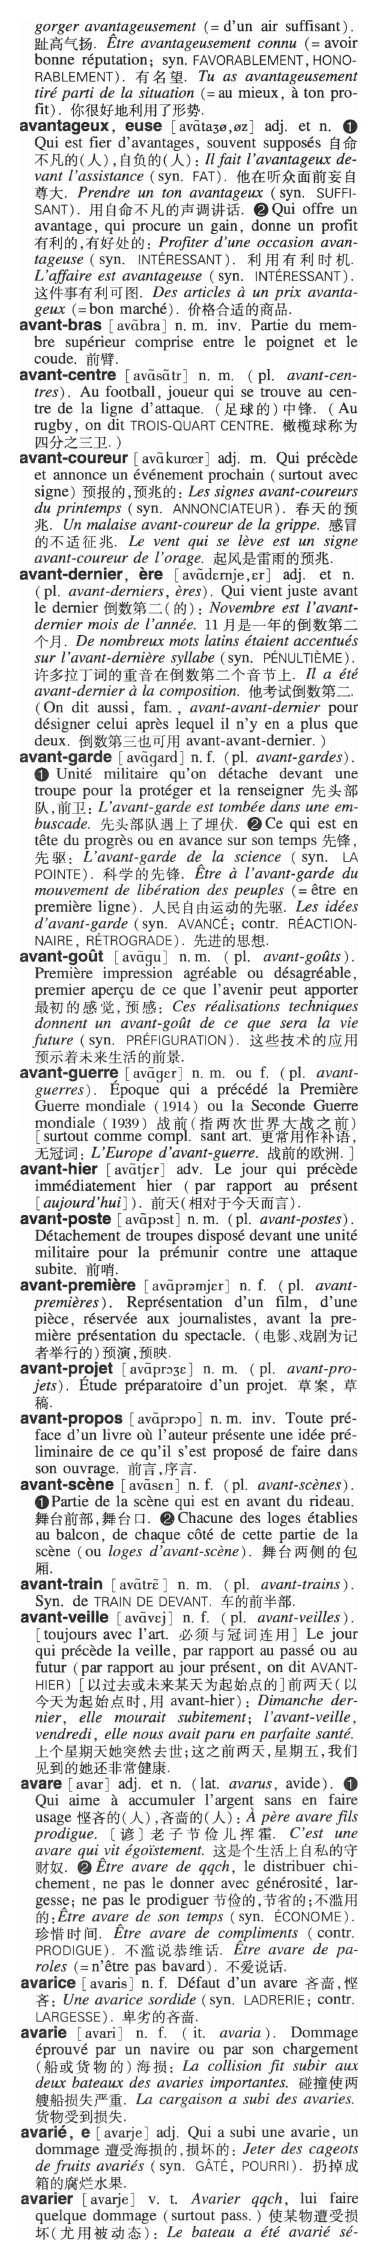 gorger avantageusement (= d'un air suffisant).
趾高气扬. Être avantageusement connu (= avoir
bonne réputation; syn. FAVORABLEMENT, HONO-
RABLEMENT). 有名望. Tu as avantageusement
tiré parti de la situation (= au mieux, à ton pro-
fit). 你很好地利用了形势.
avantageux, euse [avɑ̃taʒø,øz] adj. et n. ❶
Qui est fier d'avantages, souvent supposés 自命
不凡的(人),自负的(人): Il fait l'avantageux de-
vant l'assistance (syn. FAT). 他在听众面前妄自
尊大. Prendre un ton avantageux (syn. SUFFI-
SANT). 用自命不凡的声调讲话. ❷ Qui offre un
avantage, qui procure un gain, donne un profit
有利的,有好处的: Profiter d'une occasion avan-
tageuse (syn. INTÉRESSANT). 利用有利时机.
L'affaire est avantageuse (syn. INTÉRESSANT).
这件事有利可图. Des articles à un prix avanta-
geux (= bon marché). 价格合适的商品.
avant-bras [avɑ̃bra] n. m. inv. Partie du mem-
bre supérieur comprise entre le poignet et le
coude. 前臂.
avant-centre [avɑ̃sɑ̃tr] n. m. (pl. avant-cen-
tres). Au football, joueur qui se trouve au cen-
tre de la ligne d'attaque. (足球的)中锋. (Au
rugby, on dit TROIS-QUART CENTRE. 橄榄球称为
四分之三卫.)
avant-coureur [avɑ̃kurœr] adj. m. Qui précède
et annonce un événement prochain (surtout avec
signe) 预报的,预兆的: Les signes avant-coureurs
du printemps (syn. ANNONCIATEUR). 春天的预
兆. Un malaise avant-coureur de la grippe. 感冒
的不适征兆. Le vent qui se lève est un signe
avant-coureur de l'orage. 起风是雷雨的预兆.
avant-dernier, ère [avɑ̃dɛrnje,ɛr] adj. et n.
(pl. avant-derniers, ères). Qui vient juste avant
le dernier 倒数第二(的): Novembre est l'avant-
dernier mois de l'année. 11 月是一年的倒数第二
个月. De nombreux mots latins étaient accentués
sur l'avant-dernière syllabe (syn. PÉNULTIÈME).
许多拉丁词的重音在倒数第二个音节上. Il a été
avant-dernier à la composition. 他考试倒数第二.
(On dit aussi, fam., avant-avant-dernier pour
désigner celui après lequel il n'y en a plus que
deux. 倒数第三也可用 avant-avant-dernier.)
avant-garde [avɑ̃gard] n. f. (pl. avant-gardes).
❶ Unité militaire qu'on détache devant une
troupe pour la protéger et la renseigner 先头部
队,前卫: L'avant-garde est tombée dans une em-
buscade. 先头部队遇上了埋伏. ❷ Ce qui est en
tête du progrès ou en avance sur son temps 先锋,
先驱: L'avant-garde de la science (syn. LA
POINTE). 科学的先锋. Être à l'avant-garde du
mouvement de libération des peuples (= être en
première ligne). 人民自由运动的先驱. Les idées
d'avant-garde (syn. AVANCÉ; contr. RÉACTION-
NAIRE, RÉTROGRADE). 先进的思想.
avant-goût [avɑ̃gu] n. m. (pl. avant-goûts).
Première impression agréable ou désagréable,
premier aperçu de ce que l'avenir peut apporter
最初的感觉,预感: Ces réalisations techniques
donnent un avant-goût de ce que sera la vie
future (syn. PRÉFIGURATION). 这些技术的应用
预示着未来生活的前景.
avant-guerre [avɑ̃gɛr] n. m. ou f. (pl. avant-
guerres). Époque qui a précédé la Première
Guerre mondiale (1914) ou la Seconde Guerre
mondiale (1939) 战前(指两次世界大战之前)
[surtout comme compl. sant art. 更常用作补语,
无冠词: L'Europe d'avant-guerre. 战前的欧洲.]
avant-hier [avɑ̃tjɛr] adv. Le jour qui précède
immédiatement hier (par rapport au présent
[aujourd'hui]). 前天(相对于今天而言).
avant-poste [avɑ̃pɔst] n. m. (pl. avant-postes).
Détachement de troupes disposé devant une unité
militaire pour la prémunir contre une attaque
subite. 前哨.
avant-première [avɑ̃prəmjɛr] n. f. (pl. avant-
premières). Représentation d'un film, d'une
pièce, réservée aux journalistes, avant la pre-
mière présentation du spectacle. (电影、戏剧为记
者举行的)预演,预映.
avant-projet [avɑ̃prɔʒɛ] n. m. (pl. avant-pro-
jets). Étude préparatoire d'un projet. 草案, 草
稿.
avant-propos [avɑ̃prɔpo] n. m. inv. Toute pré-
face d'un livre où l'auteur présente une idée pré-
liminaire de ce qu'il s'est proposé de faire dans
son ouvrage. 前言,序言.
avant-scène [avɑ̃sɛn] n. f. (pl. avant-scènes).
❶ Partie de la scène qui est en avant du rideau.
舞台前部,舞台口. ❷ Chacune des loges établies
au balcon, de chaque côté de cette partie de la
scène (ou loges d'avant-scène). 舞台两侧的包
厢.
avant-train [avɑ̃trɛ̃] n. m. (pl. avant-trains).
Syn. de TRAIN DE DEVANT. 车的前半部.
avant-veille [avɑ̃vɛj] n. f. (pl. avant-veilles).
[toujours avec l'art. 必须与冠词连用] Le jour
qui précède la veille, par rapport au passé ou au
futur (par rapport au jour présent, on dit AVANT-
HIER) [以过去或未来某天为起始点的]前两天(以
今天为起始点时,用 avant-hier): Dimanche der-
nier, elle mourait subitement; l'avant-veille,
vendredi, elle nous avait paru en parfaite santé.
上个星期天她突然去世;这之前两天,星期五,我们
见到的她还非常健康.
avare [avar] adj. et n. (lat. avarus, avide). ❶
Qui aime à accumuler l'argent sans en faire
usage 悭吝的(人),吝啬的(人): À père avare fils
prodigue. [谚]老子节俭儿挥霍. C'est une
avare qui vit égoïstement. 这是个生活上自私的守
财奴. ❷ Être avare de qqch, le distribuer chi-
chement, ne pas le donner avec générosité, lar-
gesse; ne pas le prodiguer 节俭的,节省的;不滥用
的: Être avare de son temps (syn. ÉCONOME).
珍惜时间. Être avare de compliments (contr.
PRODIGUE). 不滥说恭维话. Être avare de pa-
roles (= n'être pas bavard). 不爱说话.
avarice [avaris] n. f. Défaut d'un avare 吝啬,悭
吝: Une avarice sordide (syn. LADRERIE; contr.
LARGESSE). 卑劣的吝啬.
avarie [avari] n. f. (it. avaria). Dommage
éprouvé par un navire ou par son chargement
(船或货物的)海损: La collision fit subir aux
deux bateaux des avaries importantes. 碰撞使两
艘船损失严重. La cargaison a subi des avaries.
货物受到损失.
avarié, e [avarje] adj. Qui a subi une avarie, un
dommage 遭受海损的,损坏的: Jeter des cageots
de fruits avariés (syn. GÂTÉ, POURRI). 扔掉成
箱的腐烂水果.
avarier [avarje] v. t. Avarier qqch, lui faire
quelque dommage (surtout pass.) 使某物遭受损
坏(尤用被动态): Le bateau a été avarié sé-